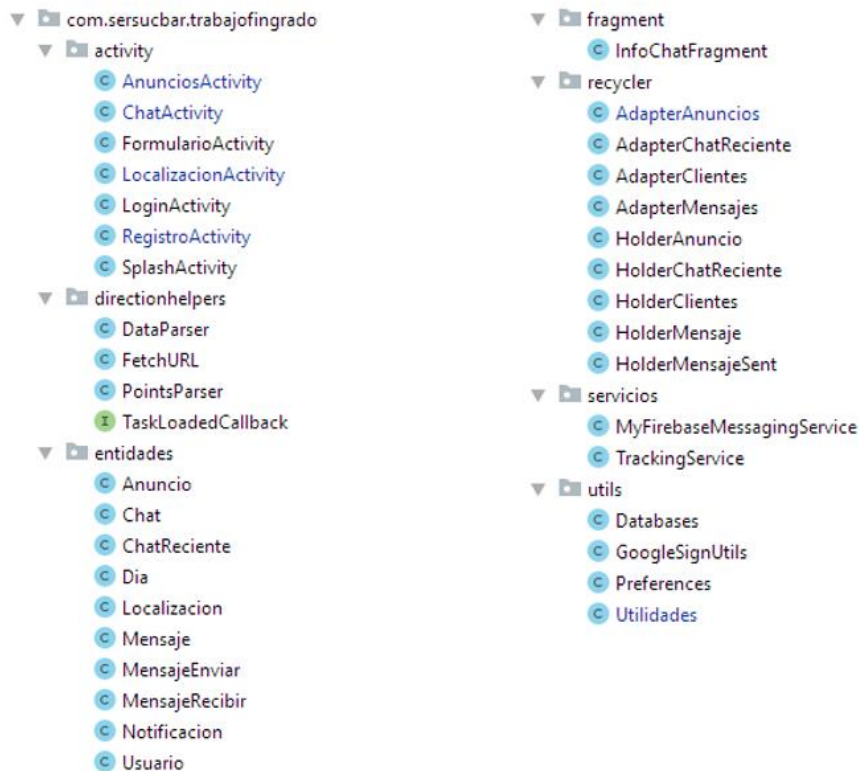 com.sersucbar.trabajofingrado
activity
C AnunciosActivity
C ChatActivity
C FormularioActivity
C LocalizacionActivity
C LoginActivity
C RegistroActivity
C SplashActivity
directionhelpers
C DataParser
C FetchURL
C PointsParser
I TaskLoadedCallback
entidades
C Anuncio
C Chat
C ChatReciente
C Dia
C Localizacion
C Mensaje
C MensajeEnviar
C MensajeRecibir
C Notificacion
C Usuario
fragment
C InfoChatFragment
recycler
C AdapterAnuncios
C AdapterChatReciente
C AdapterClientes
C AdapterMensajes
C HolderAnuncio
C HolderChatReciente
C HolderClientes
C HolderMensaje
C HolderMensajeSent
servicios
C MyFirebaseMessagingService
C TrackingService
utils
C Databases
C GoogleSignUtils
C Preferences
C Utilidades